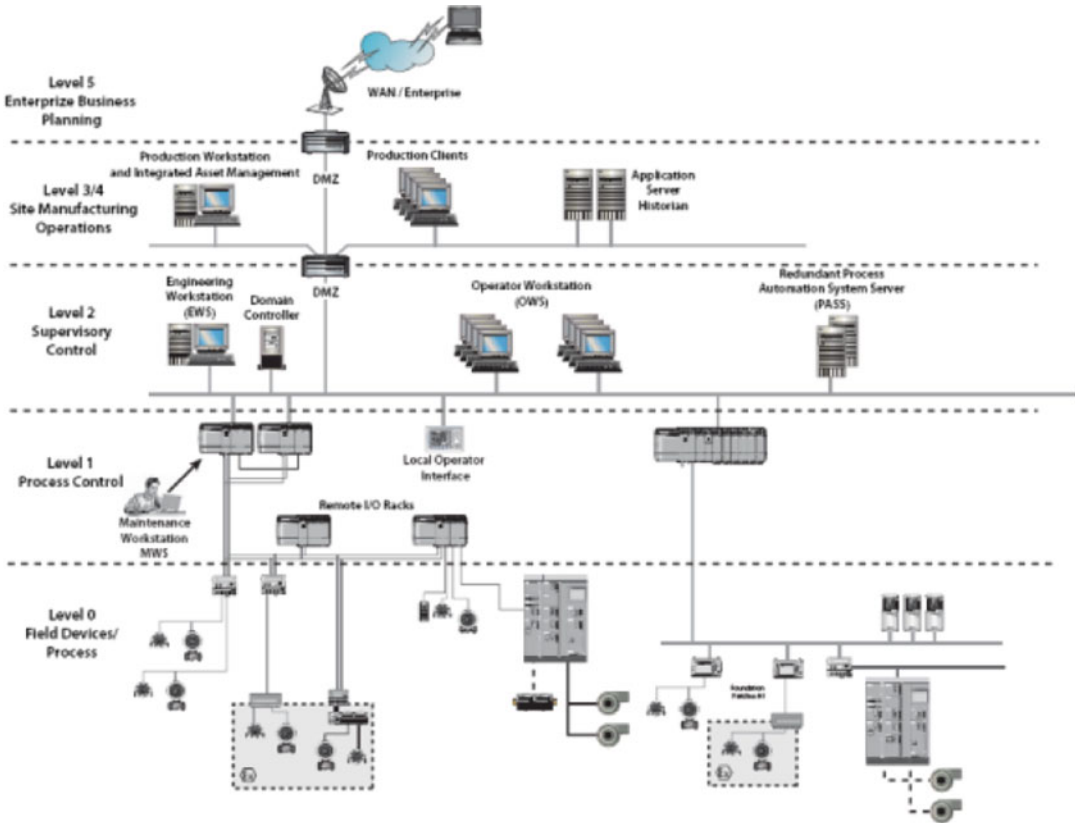 Level 5
Enterprize Business
Planning
WAN / Enterprise
Production Workstation
and Integrated Asset Management
DMZ
Production Clients
Application
Server
Historian
Level 3/4
Site Manufacturing
Operations
Engineering
Workstation
(EWS)
Domain
Controller
DMZ
Operator Workstation
(OWS)
Redundant Process
Automation System Server
(PASS)
Level 2
Supervisory
Control
Level 1
Process Control
Local Operator
Interface
Maintenance
Workstation
MWS
Remote I/O Racks
Level 0
Field Devices/
Process
Foundation
Fieldbus H1